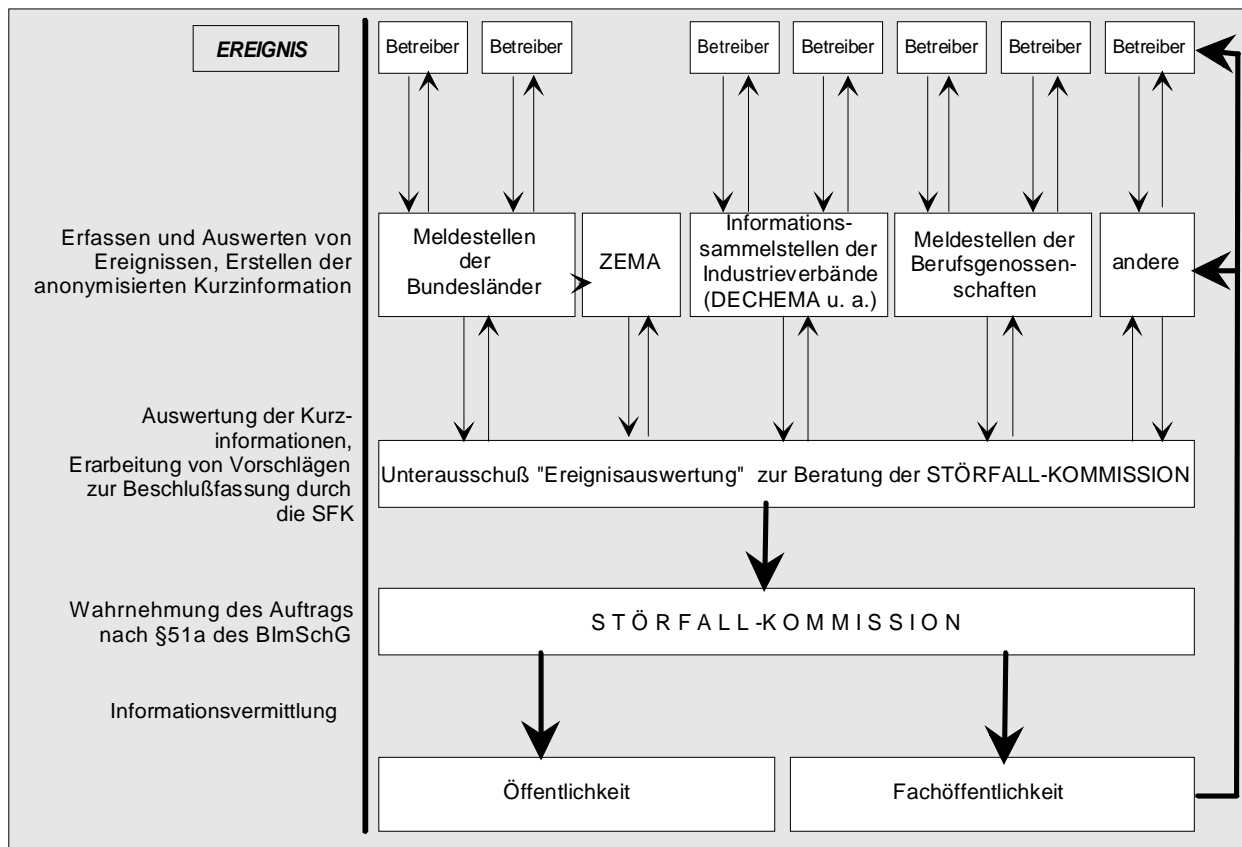 EREIGNIS
Betreiber
Betreiber
Betreiber
Betreiber
Betreiber
Betreiber
Betreiber
Erfassen und Auswerten von
Ereignissen, Erstellen der
anonymisierten Kurzinformation
Meldestellen
der
Bundesländer
ZEMA
Informations-
sammelstellen der
Industrieverbände
(DECHEMA u. a.)
Meldestellen der
Berufsgenossen-
schaften
andere
Auswertung der Kurz-
informationen,
Erarbeitung von Vorschlägen
zur Beschlußfassung durch
die SFK
Unterausschuß "Ereignisauswertung" zur Beratung der STÖRFALL-KOMMISSION
Wahrnehmung des Auftrags
nach §51a des BImSchG
S T Ö R F A L L -K O M M I S S I O N
Informationsvermittlung
Öffentlichkeit
Fachöffentlichkeit